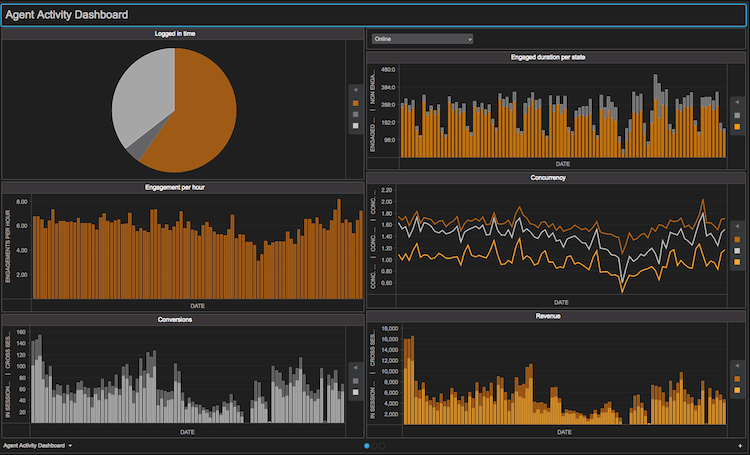 Agent Activity Dashboard
Logged in time
Online
Engaged duration per state
ENGAGED ... | NON ENGA...
480:0
384:0
288:0
192:0
96:0
DATE
Engagement per hour
ENGAGEMENTS PER HOUR
8.00
6.00
4.00
2.00
DATE
Concurrency
CONC... | CONC... | CONC...
2.20
2.00
1.80
1.60
1.40
1.20
1.00
0.80
0.60
DATE
Conversions
IN SESSION... | CROSS SES...
160
140
120
100
80
60
40
20
DATE
Revenue
IN SESSION... | CROSS SES...
18,000
16,000
14,000
12,000
10,000
8,000
6,000
4,000
2,000
DATE
Agent Activity Dashboard